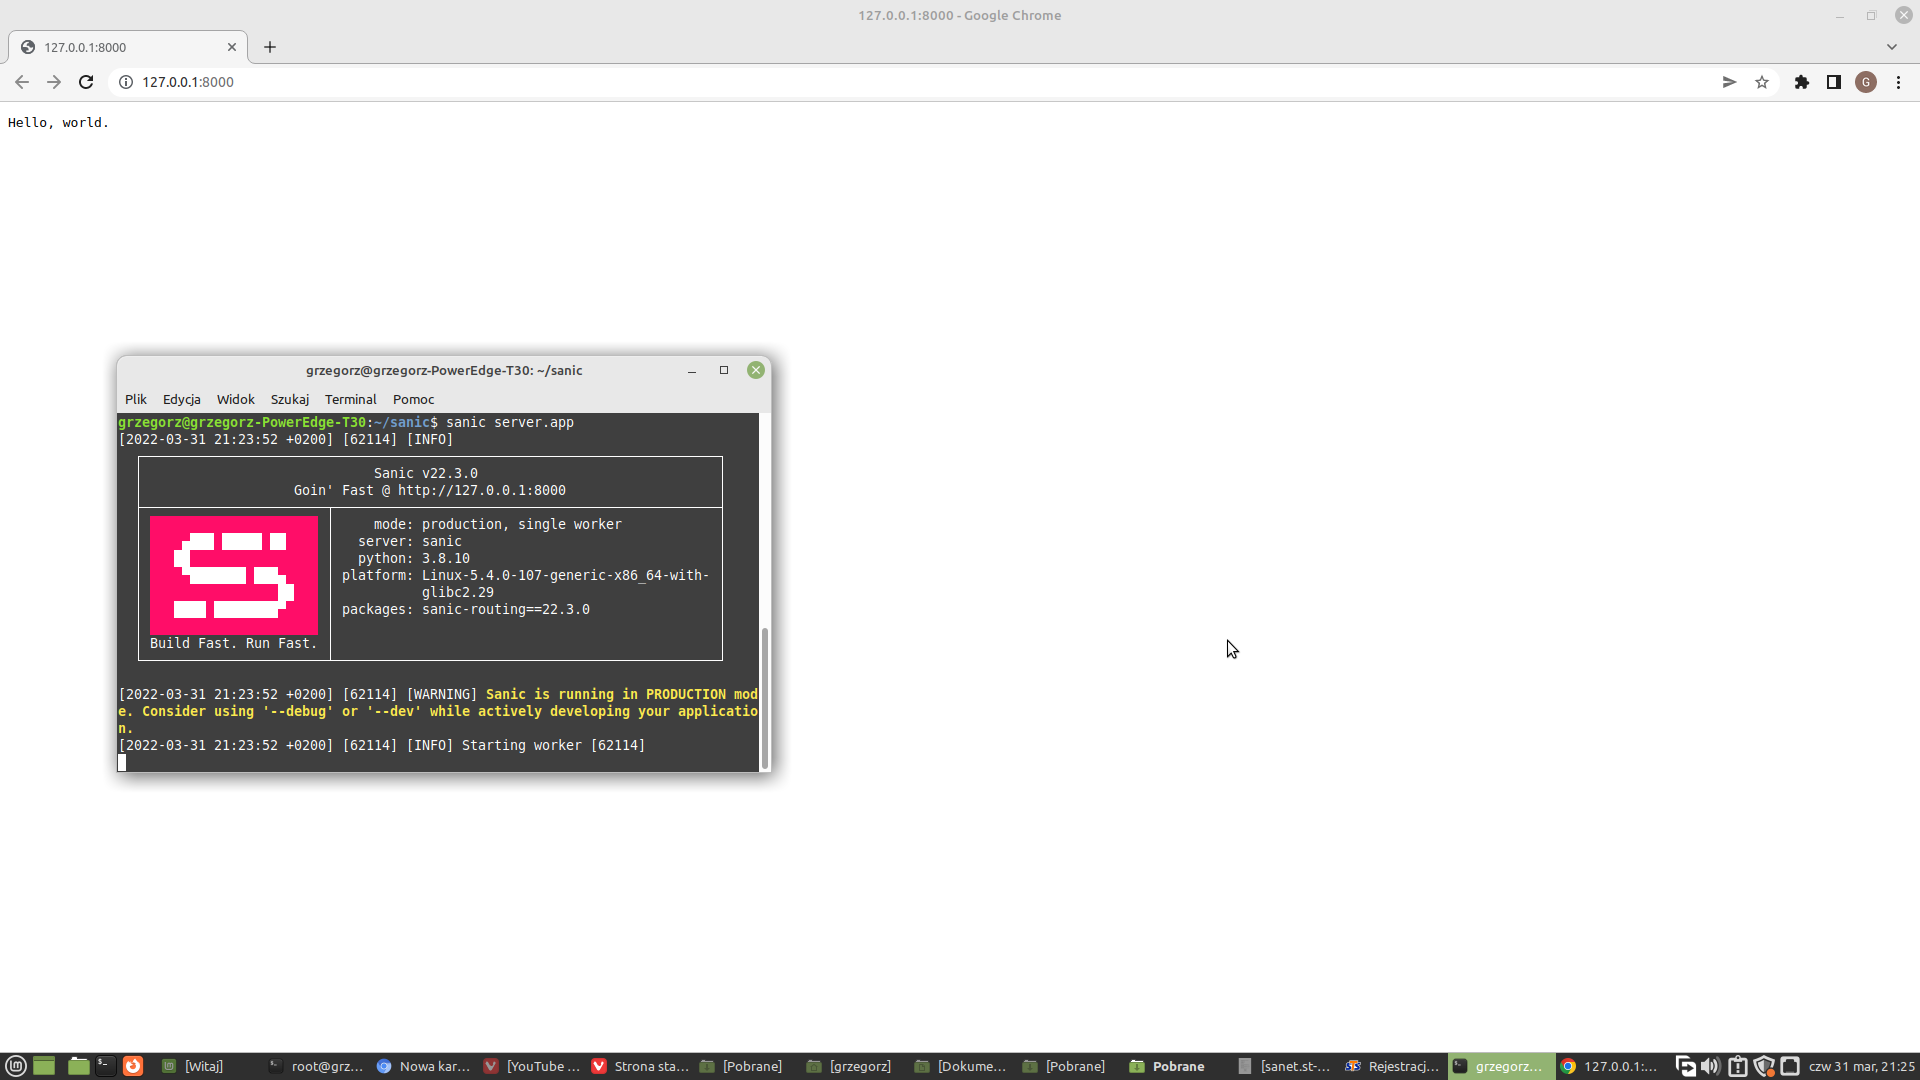 127.0.0.1:8000 - Google Chrome
127.0.0.1:8000
127.0.0.1:8000
G
Hello, world.
grzegorz@grzegorz-PowerEdge-T30: ~/sanic
Plik Edycja Widok Szukaj Terminal Pomoc
grzegorz@grzegorz-PowerEdge-T30:~/sanic$ sanic server.app
[2022-03-31 21:23:52 +0200] [62114] [INFO]
Sanic v22.3.0
Goin' Fast @ http://127.0.0.1:8000
mode: production, single worker
server: sanic
python: 3.8.10
platform: Linux-5.4.0-107-generic-x86_64-with-
glibc2.29
packages: sanic-routing==22.3.0
Build Fast. Run Fast.
[2022-03-31 21:23:52 +0200] [62114] [WARNING] Sanic is running in PRODUCTION mod
e. Consider using '--debug' or '--dev' while actively developing your applicatio
n.
[2022-03-31 21:23:52 +0200] [62114] [INFO] Starting worker [62114]
[Witaj] root@grz... Nowa kar... [YouTube ... Strona sta... [Pobrane] [grzegorz] [Dokume... [Pobrane] Pobrane [sanet.st-... Rejestracj... grzegorz... 127.0.0.1:... czw 31 mar, 21:25